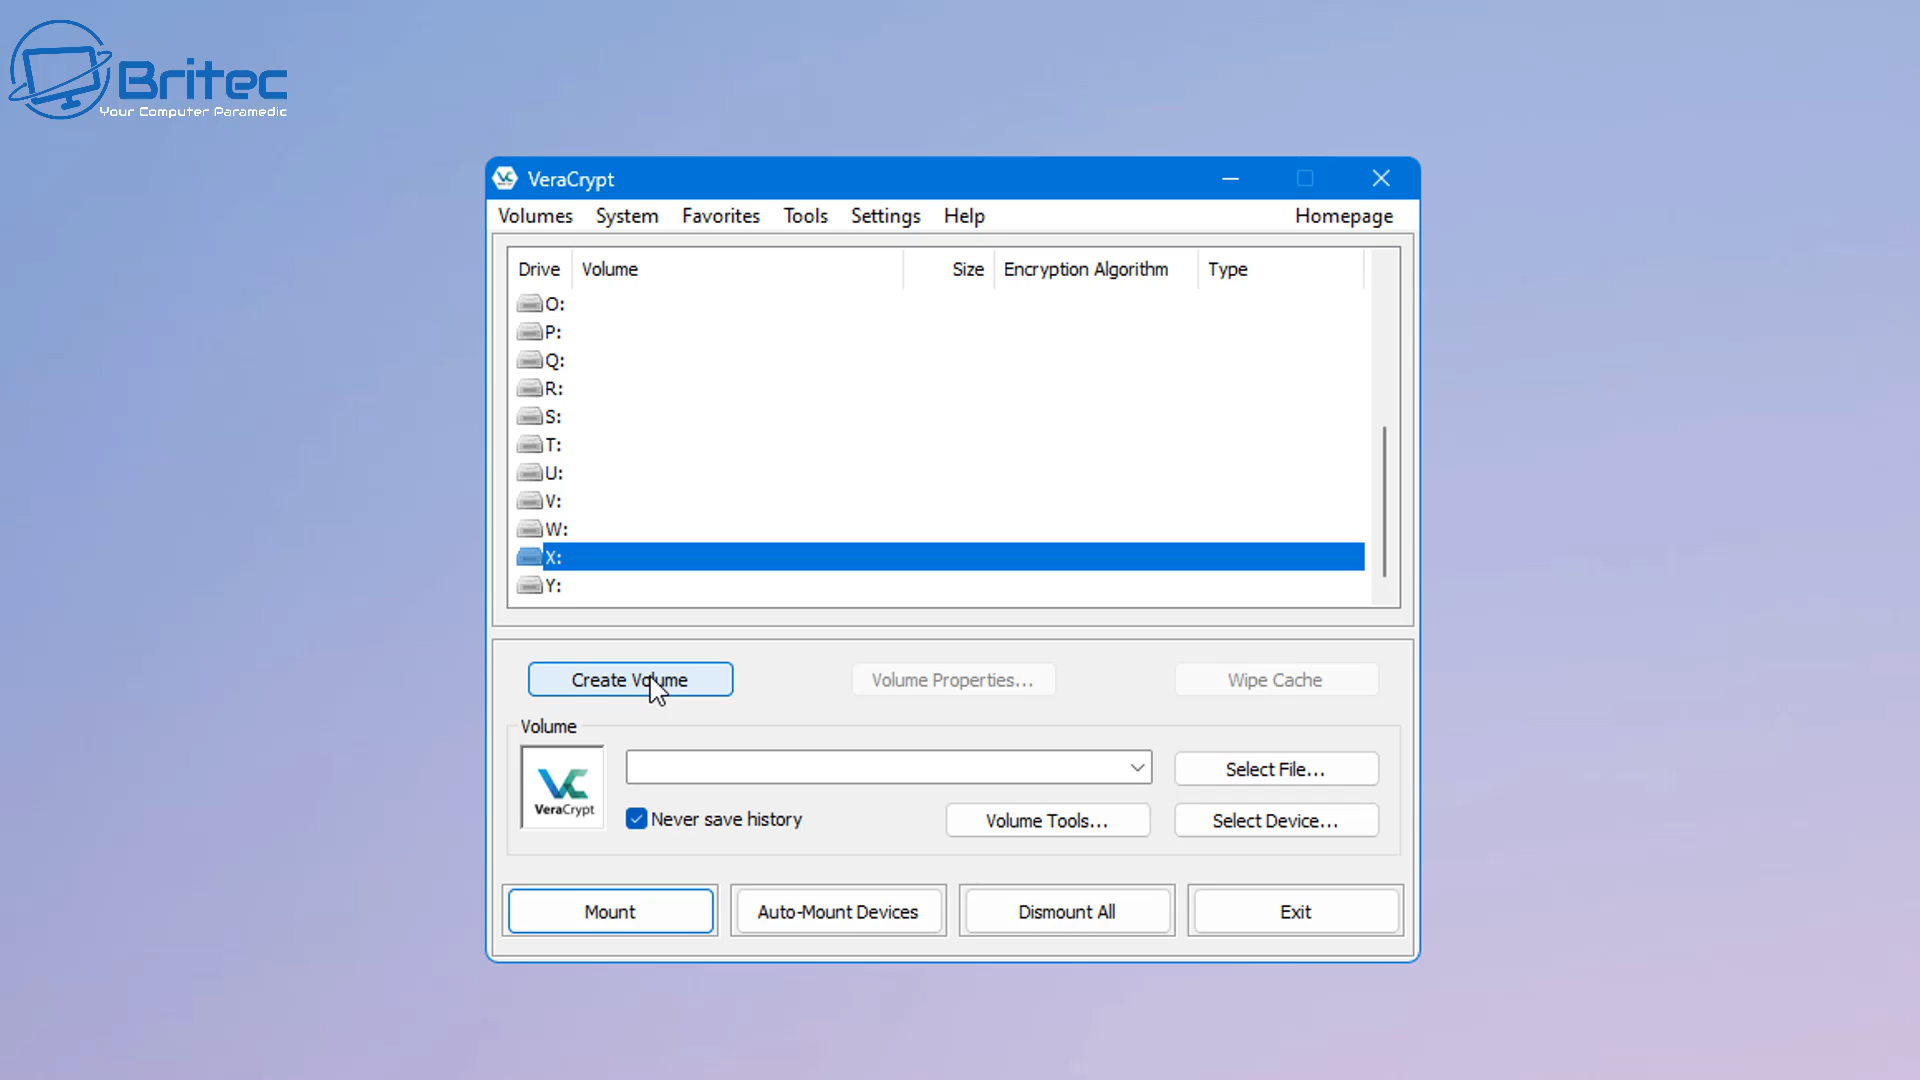 Britec
Your Computer Paramedic
VeraCrypt
Volumes System Favorites Tools Settings Help Homepage
Drive Volume Size Encryption Algorithm Type
O:
P:
Q:
R:
S:
T:
U:
V:
W:
X:
Y:
Create Volume Volume Properties... Wipe Cache
Volume
VC
VeraCrypt
Select File...
Never save history Volume Tools... Select Device...
Mount Auto-Mount Devices Dismount All Exit